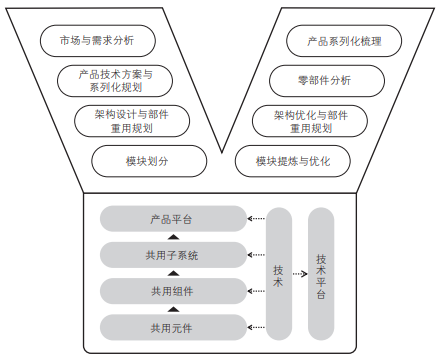 市场与需求分析
产品技术方案与
系列化规划
架构设计与部件
重用规划
模块划分
产品系列化梳理
零部件分析
架构优化与部件
重用规划
模块提炼与优化
产品平台
共用子系统
共用组件
共用元件
技术
技术平台